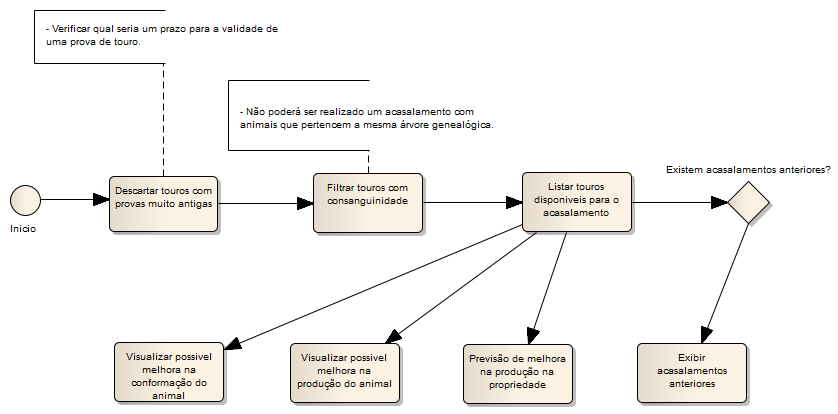 - Verificar qual seria um prazo para a validade de
uma prova de touro.
- Não poderá ser realizado um acasalamento com
animais que pertencem a mesma árvore genealógica.
Existem acasalamentos anteriores?
Inicio
Descartar touros com
provas muito antigas
Filtrar touros com
consanguinidade
Listar touros
disponiveis para o
acasalamento
Visualizar possivel
melhora na
conformação do
animal
Visualizar possivel
melhora na
produção do animal
Previsão de melhora
na produção na
propriedade
Exibir
acasalamentos
anteriores